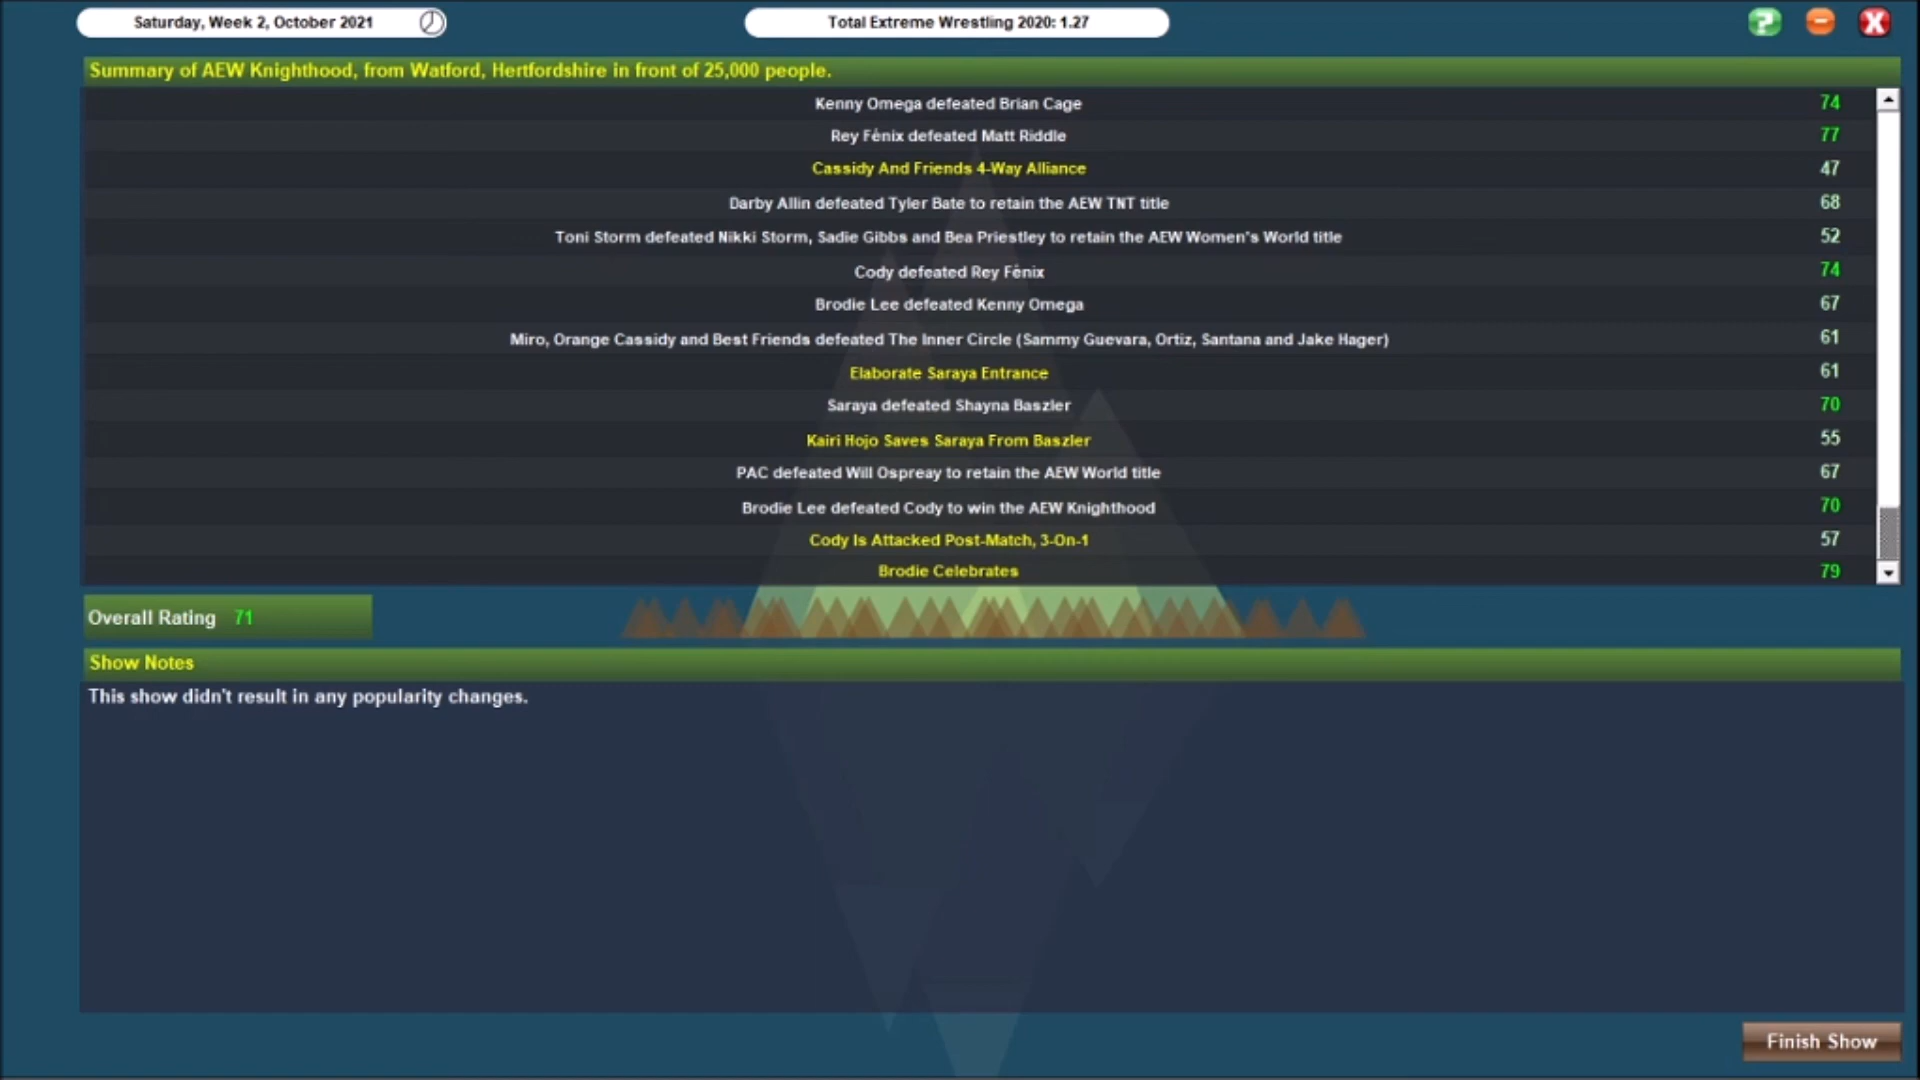 Saturday, Week 2, October 2021
Total Extreme Wrestling 2020: 1.27
Summary of AEW Knighthood, from Watford, Hertfordshire in front of 25,000 people.
Kenny Omega defeated Brian Cage 74
Rey Fénix defeated Matt Riddle 77
Cassidy And Friends 4-Way Alliance 47
Darby Allin defeated Tyler Bate to retain the AEW TNT title 68
Toni Storm defeated Nikki Storm, Sadie Gibbs and Bea Priestley to retain the AEW Women's World title 52
Cody defeated Rey Fénix 74
Brodie Lee defeated Kenny Omega 67
Miro, Orange Cassidy and Best Friends defeated The Inner Circle (Sammy Guevara, Ortiz, Santana and Jake Hager) 61
Elaborate Saraya Entrance 61
Saraya defeated Shayna Baszler 70
Kairi Hojo Saves Saraya From Baszler 55
PAC defeated Will Ospreay to retain the AEW World title 67
Brodie Lee defeated Cody to win the AEW Knighthood 70
Cody Is Attacked Post-Match, 3-On-1 57
Brodie Celebrates 79
Overall Rating 71
Show Notes
This show didn't result in any popularity changes.
Finish Show